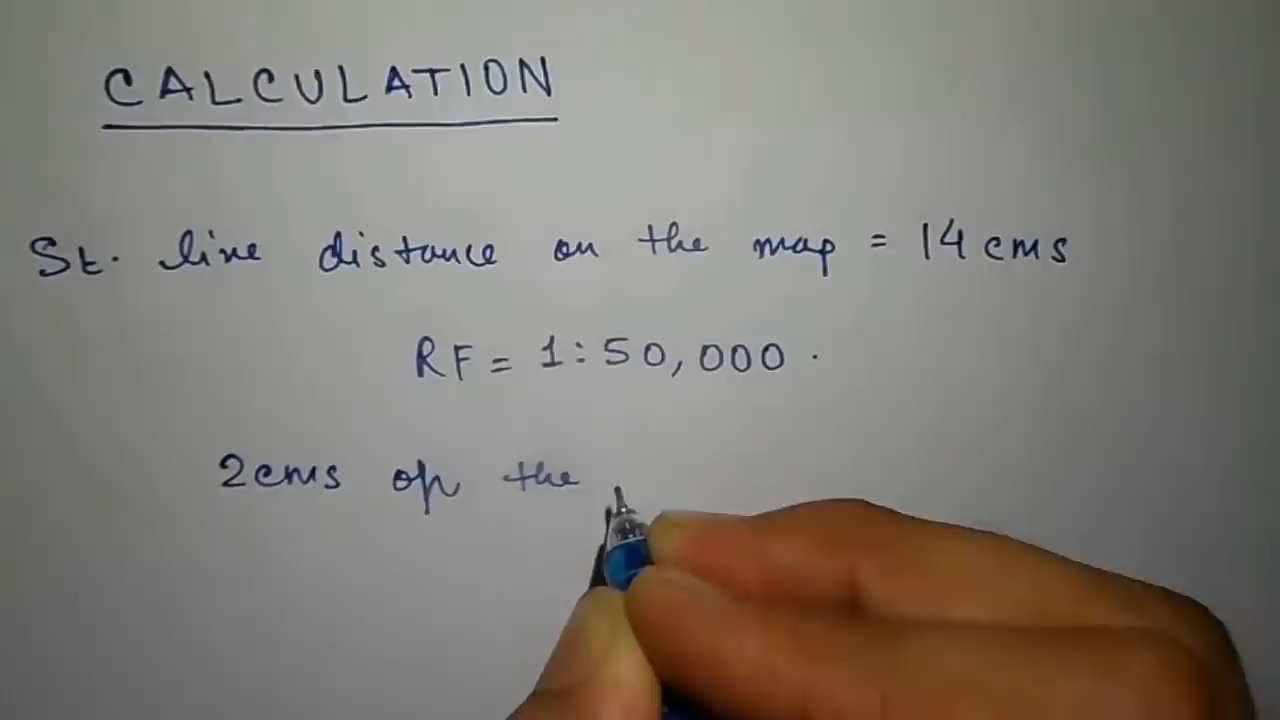 CALCULATION
St. line distance on the map = 14 cms
RF = 1:50,000.
2cms of the